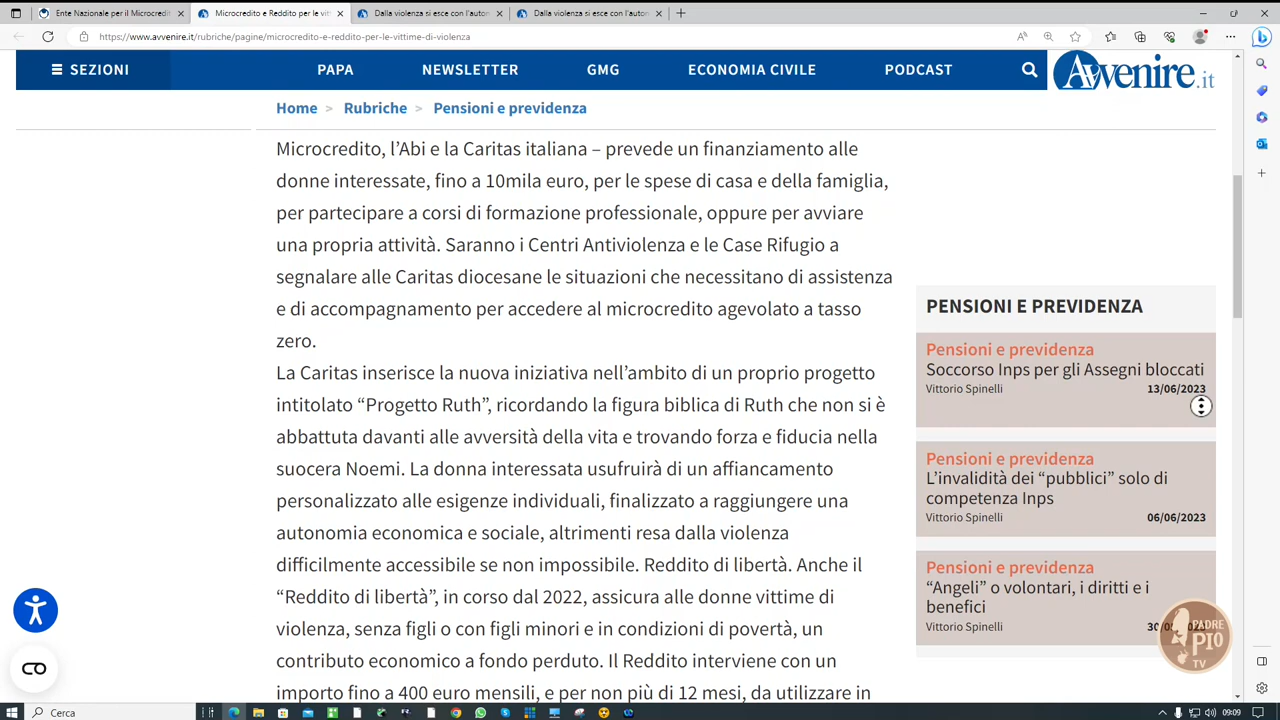 Ente Nazionale per il Microcredit
Microcredito e Reddito per le vitt
Dalla violenza si esce con l'auton
Dalla violenza si esce con l'auton
https://www.avvenire.it/rubriche/pagine/microcredito-e-reddito-per-le-vittime-di-violenza
SEZIONI
PAPA
NEWSLETTER
GMG
ECONOMIA CIVILE
PODCAST
Avvenire.it
Home > Rubriche > Pensioni e previdenza
Microcredito, l’Abi e la Caritas italiana – prevede un finanziamento alle
donne interessate, fino a 10mila euro, per le spese di casa e della famiglia,
per partecipare a corsi di formazione professionale, oppure per avviare
una propria attività. Saranno i Centri Antiviolenza e le Case Rifugio a
segnalare alle Caritas diocesane le situazioni che necessitano di assistenza
e di accompagnamento per accedere al microcredito agevolato a tasso
zero.
La Caritas inserisce la nuova iniziativa nell’ambito di un proprio progetto
intitolato “Progetto Ruth”, ricordando la figura biblica di Ruth che non si è
abbattuta davanti alle avversità della vita e trovando forza e fiducia nella
suocera Noemi. La donna interessata usufruirà di un affiancamento
personalizzato alle esigenze individuali, finalizzato a raggiungere una
autonomia economica e sociale, altrimenti resa dalla violenza
difficilmente accessibile se non impossibile. Reddito di libertà. Anche il
“Reddito di libertà”, in corso dal 2022, assicura alle donne vittime di
violenza, senza figli o con figli minori e in condizioni di povertà, un
contributo economico a fondo perduto. Il Reddito interviene con un
importo fino a 400 euro mensili, e per non più di 12 mesi, da utilizzare in
PENSIONI E PREVIDENZA
Pensioni e previdenza
Soccorso Inps per gli Assegni bloccati
Vittorio Spinelli 13/06/2023
Pensioni e previdenza
L’invalidità dei “pubblici” solo di
competenza Inps
Vittorio Spinelli 06/06/2023
Pensioni e previdenza
“Angeli” o volontari, i diritti e i
benefici
Vittorio Spinelli
PADRE
PIO
TV
Cerca
09:09